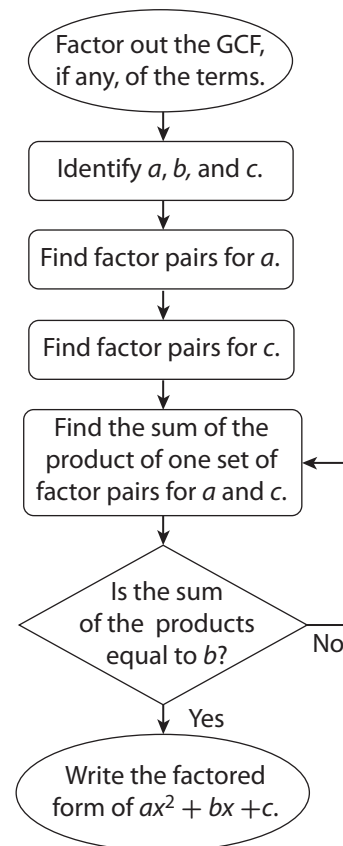 Factor out the GCF,
if any, of the terms.
Identify a, b, and c.
Find factor pairs for a.
Find factor pairs for c.
Find the sum of the
product of one set of
factor pairs for a and c.
Is the sum
of the products
equal to b?
No
Yes
Write the factored
form of ax² + bx +c.